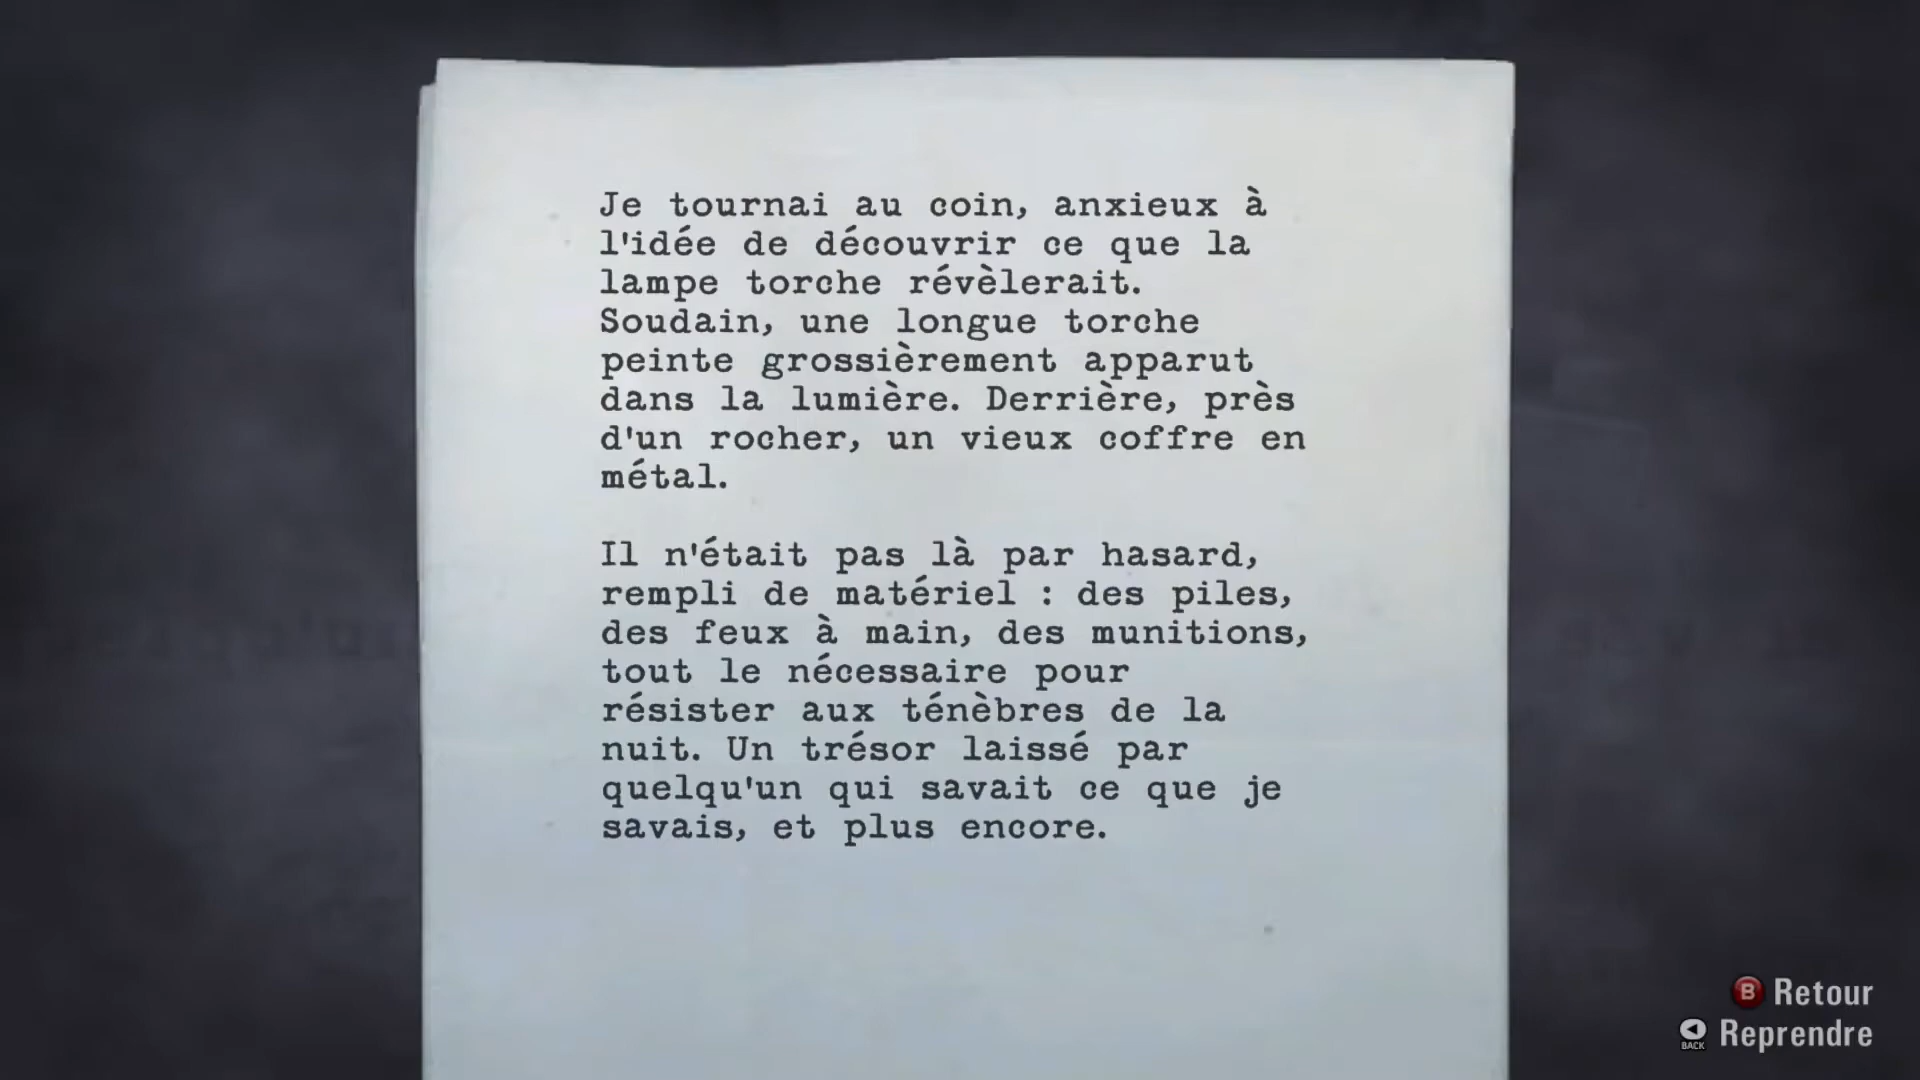 Je tournai au coin, anxieux à
l'idée de découvrir ce que la
lampe torche révèlerait.
Soudain, une longue torche
peinte grossièrement apparut
dans la lumière. Derrière, près
d'un rocher, un vieux coffre en
métal.
Il n'était pas là par hasard,
rempli de matériel : des piles,
des feux à main, des munitions,
tout le nécessaire pour
résister aux ténèbres de la
nuit. Un trésor laissé par
quelqu'un qui savait ce que je
savais, et plus encore.
B Retour
BACK Reprendre